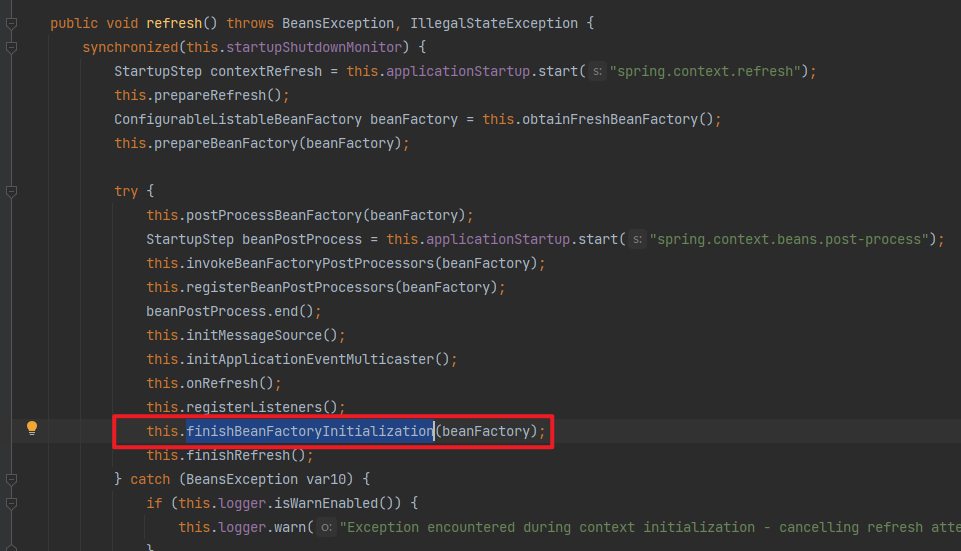 public void refresh() throws BeansException, IllegalStateException {
synchronized(this.startupShutdownMonitor) {
StartupStep contextRefresh = this.applicationStartup.start( s: "spring.context.refresh");
this.prepareRefresh();
ConfigurableListableBeanFactory beanFactory = this.obtainFreshBeanFactory();
this.prepareBeanFactory(beanFactory);
try {
this.postProcessBeanFactory(beanFactory);
StartupStep beanPostProcess = this.applicationStartup.start( s: "spring.context.beans.post-process");
this.invokeBeanFactoryPostProcessors(beanFactory);
this.registerBeanPostProcessors(beanFactory);
beanPostProcess.end();
this.initMessageSource();
this.initApplicationEventMulticaster();
this.onRefresh();
this.registerListeners();
this.finishBeanFactoryInitialization(beanFactory);
this.finishRefresh();
} catch (BeansException var10) {
if (this.logger.isWarnEnabled()) {
this.logger.warn( o: "Exception encountered during context initialization - cancelling refresh atte
}